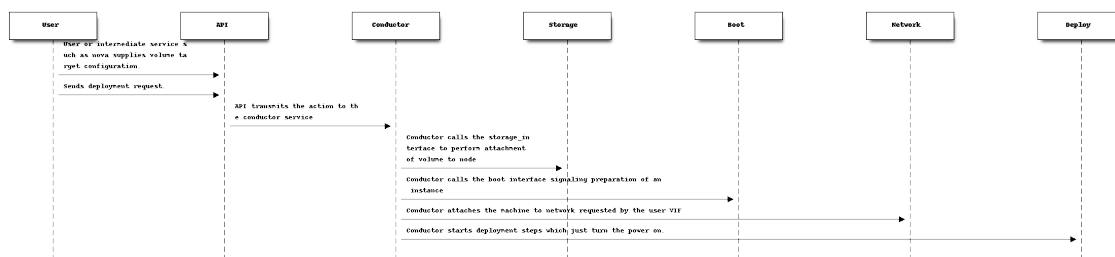 User
API
Conductor
Storage
Boot
Network
Deploy
User or intermediate service s
uch as nova supplies volume ta
rget configuration.
Sends deployment request.
API transmits the action to th
e conductor service
Conductor calls the storage_in
terface to perform attachment
of volume to node
Conductor calls the boot interface signaling preparation of an
instance
Conductor attaches the machine to network requested by the user VIF
Conductor starts deployment steps which just turn the power on.